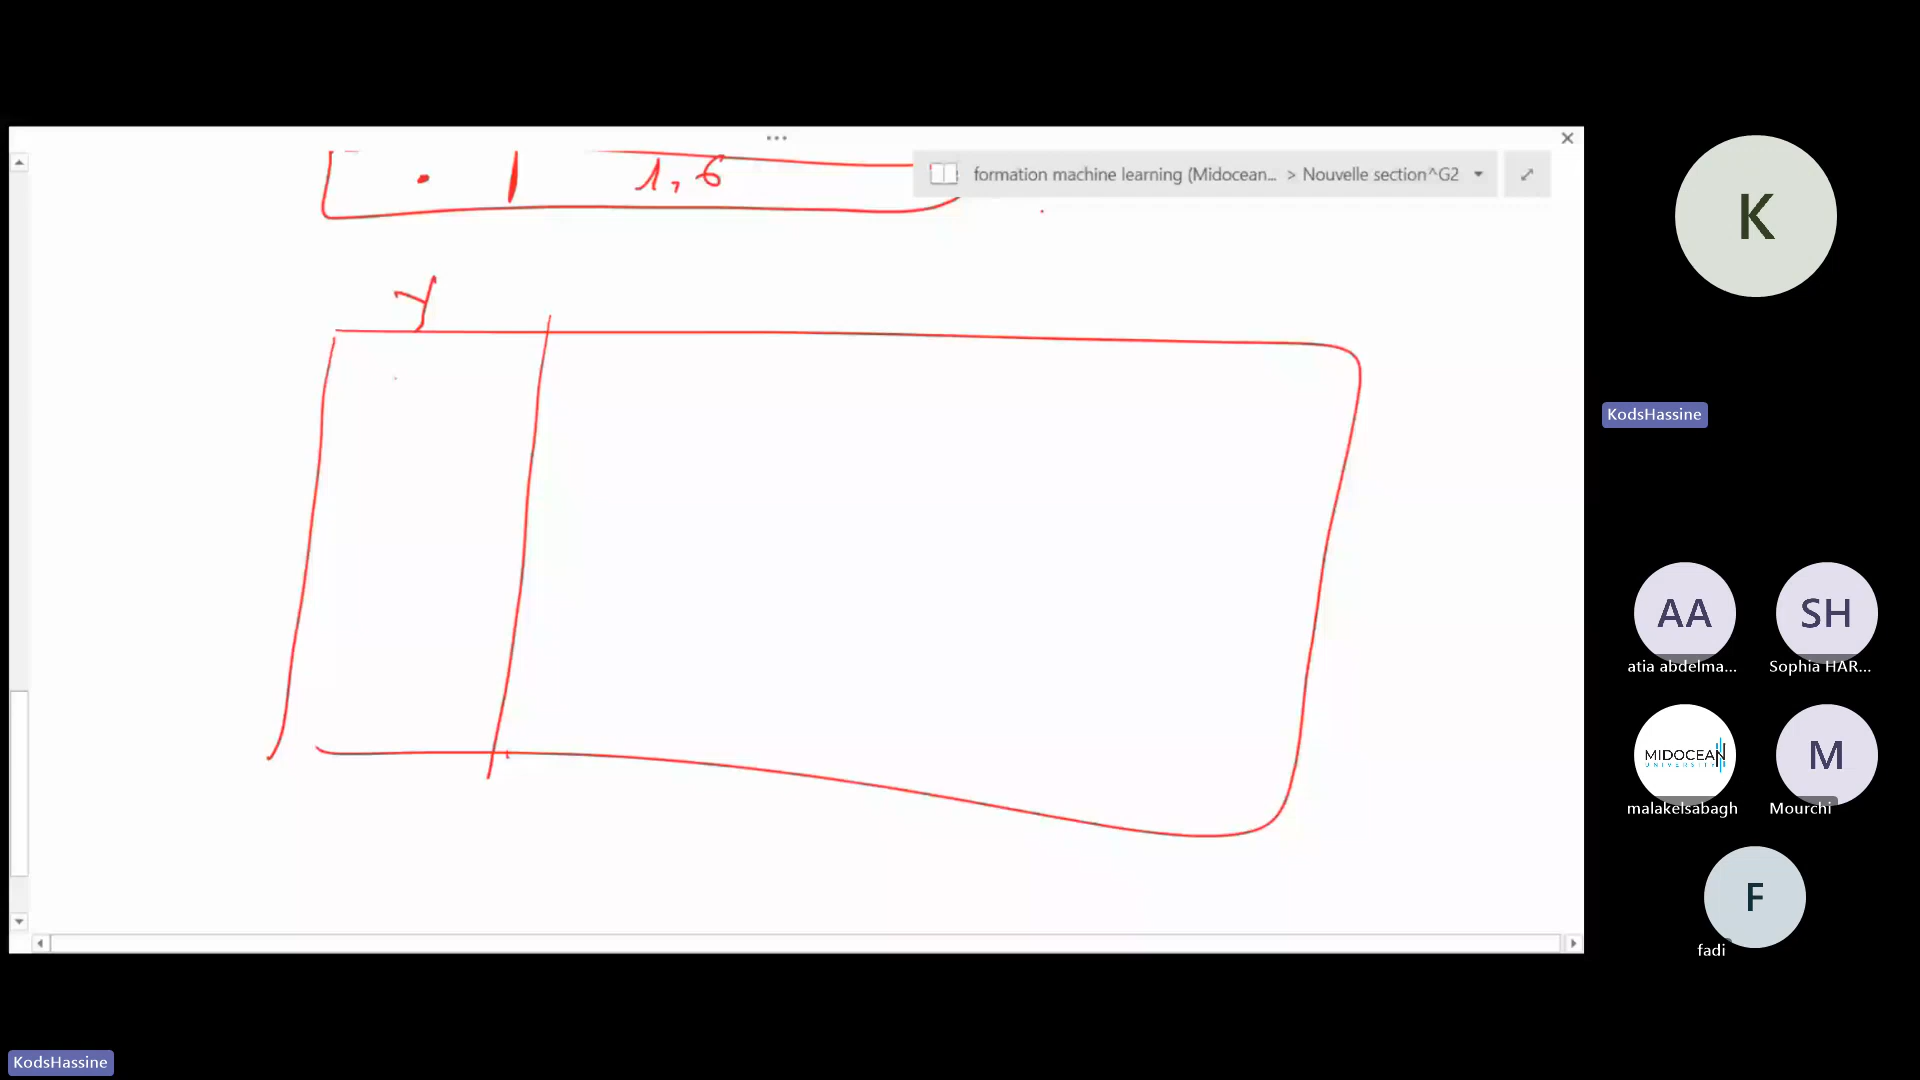 1,6
formation machine learning (Midocean... > Nouvelle section^G2
y
K
KodsHassine
AA
SH
atia abdelma...
Sophia HAR...
MIDOCEAN
UNIVERSITY
M
malakelsabagh
Mourchi
F
fadi
KodsHassine